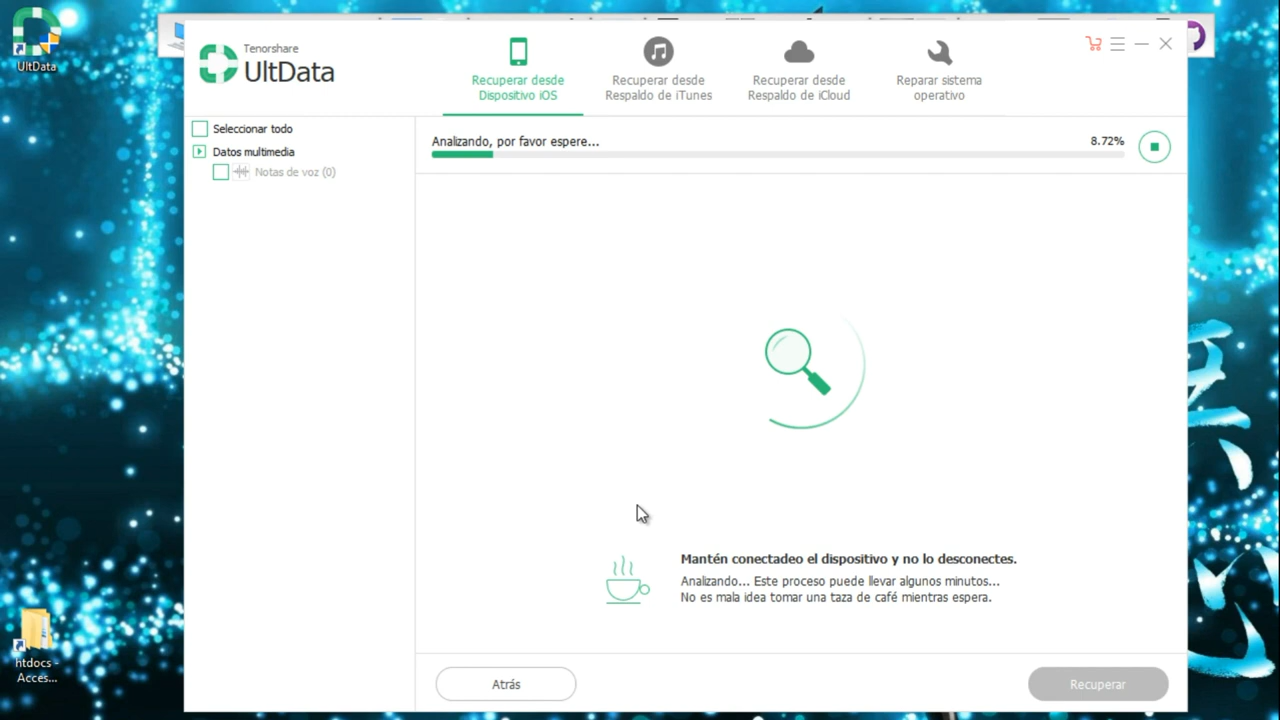 UltData
Tenorshare
UltData
Recuperar desde
Dispositivo iOS
Recuperar desde
Respaldo de iTunes
Recuperar desde
Respaldo de iCloud
Reparar sistema
operativo
Seleccionar todo
Datos multimedia
Notas de voz (0)
Analizando, por favor espere...
8.72%
Mantén conectadeo el dispositivo y no lo desconectes.
Analizando... Este proceso puede llevar algunos minutos...
No es mala idea tomar una taza de café mientras espera.
htdocs -
Acces...
Atrás
Recuperar